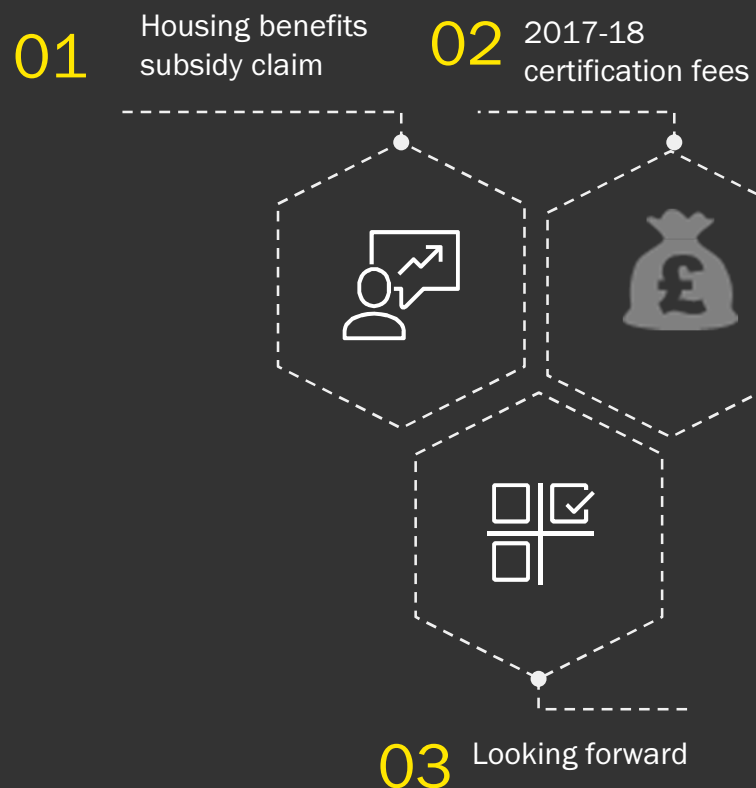 01
Housing benefits
subsidy claim
02
2017-18
certification fees
£
03
Looking forward